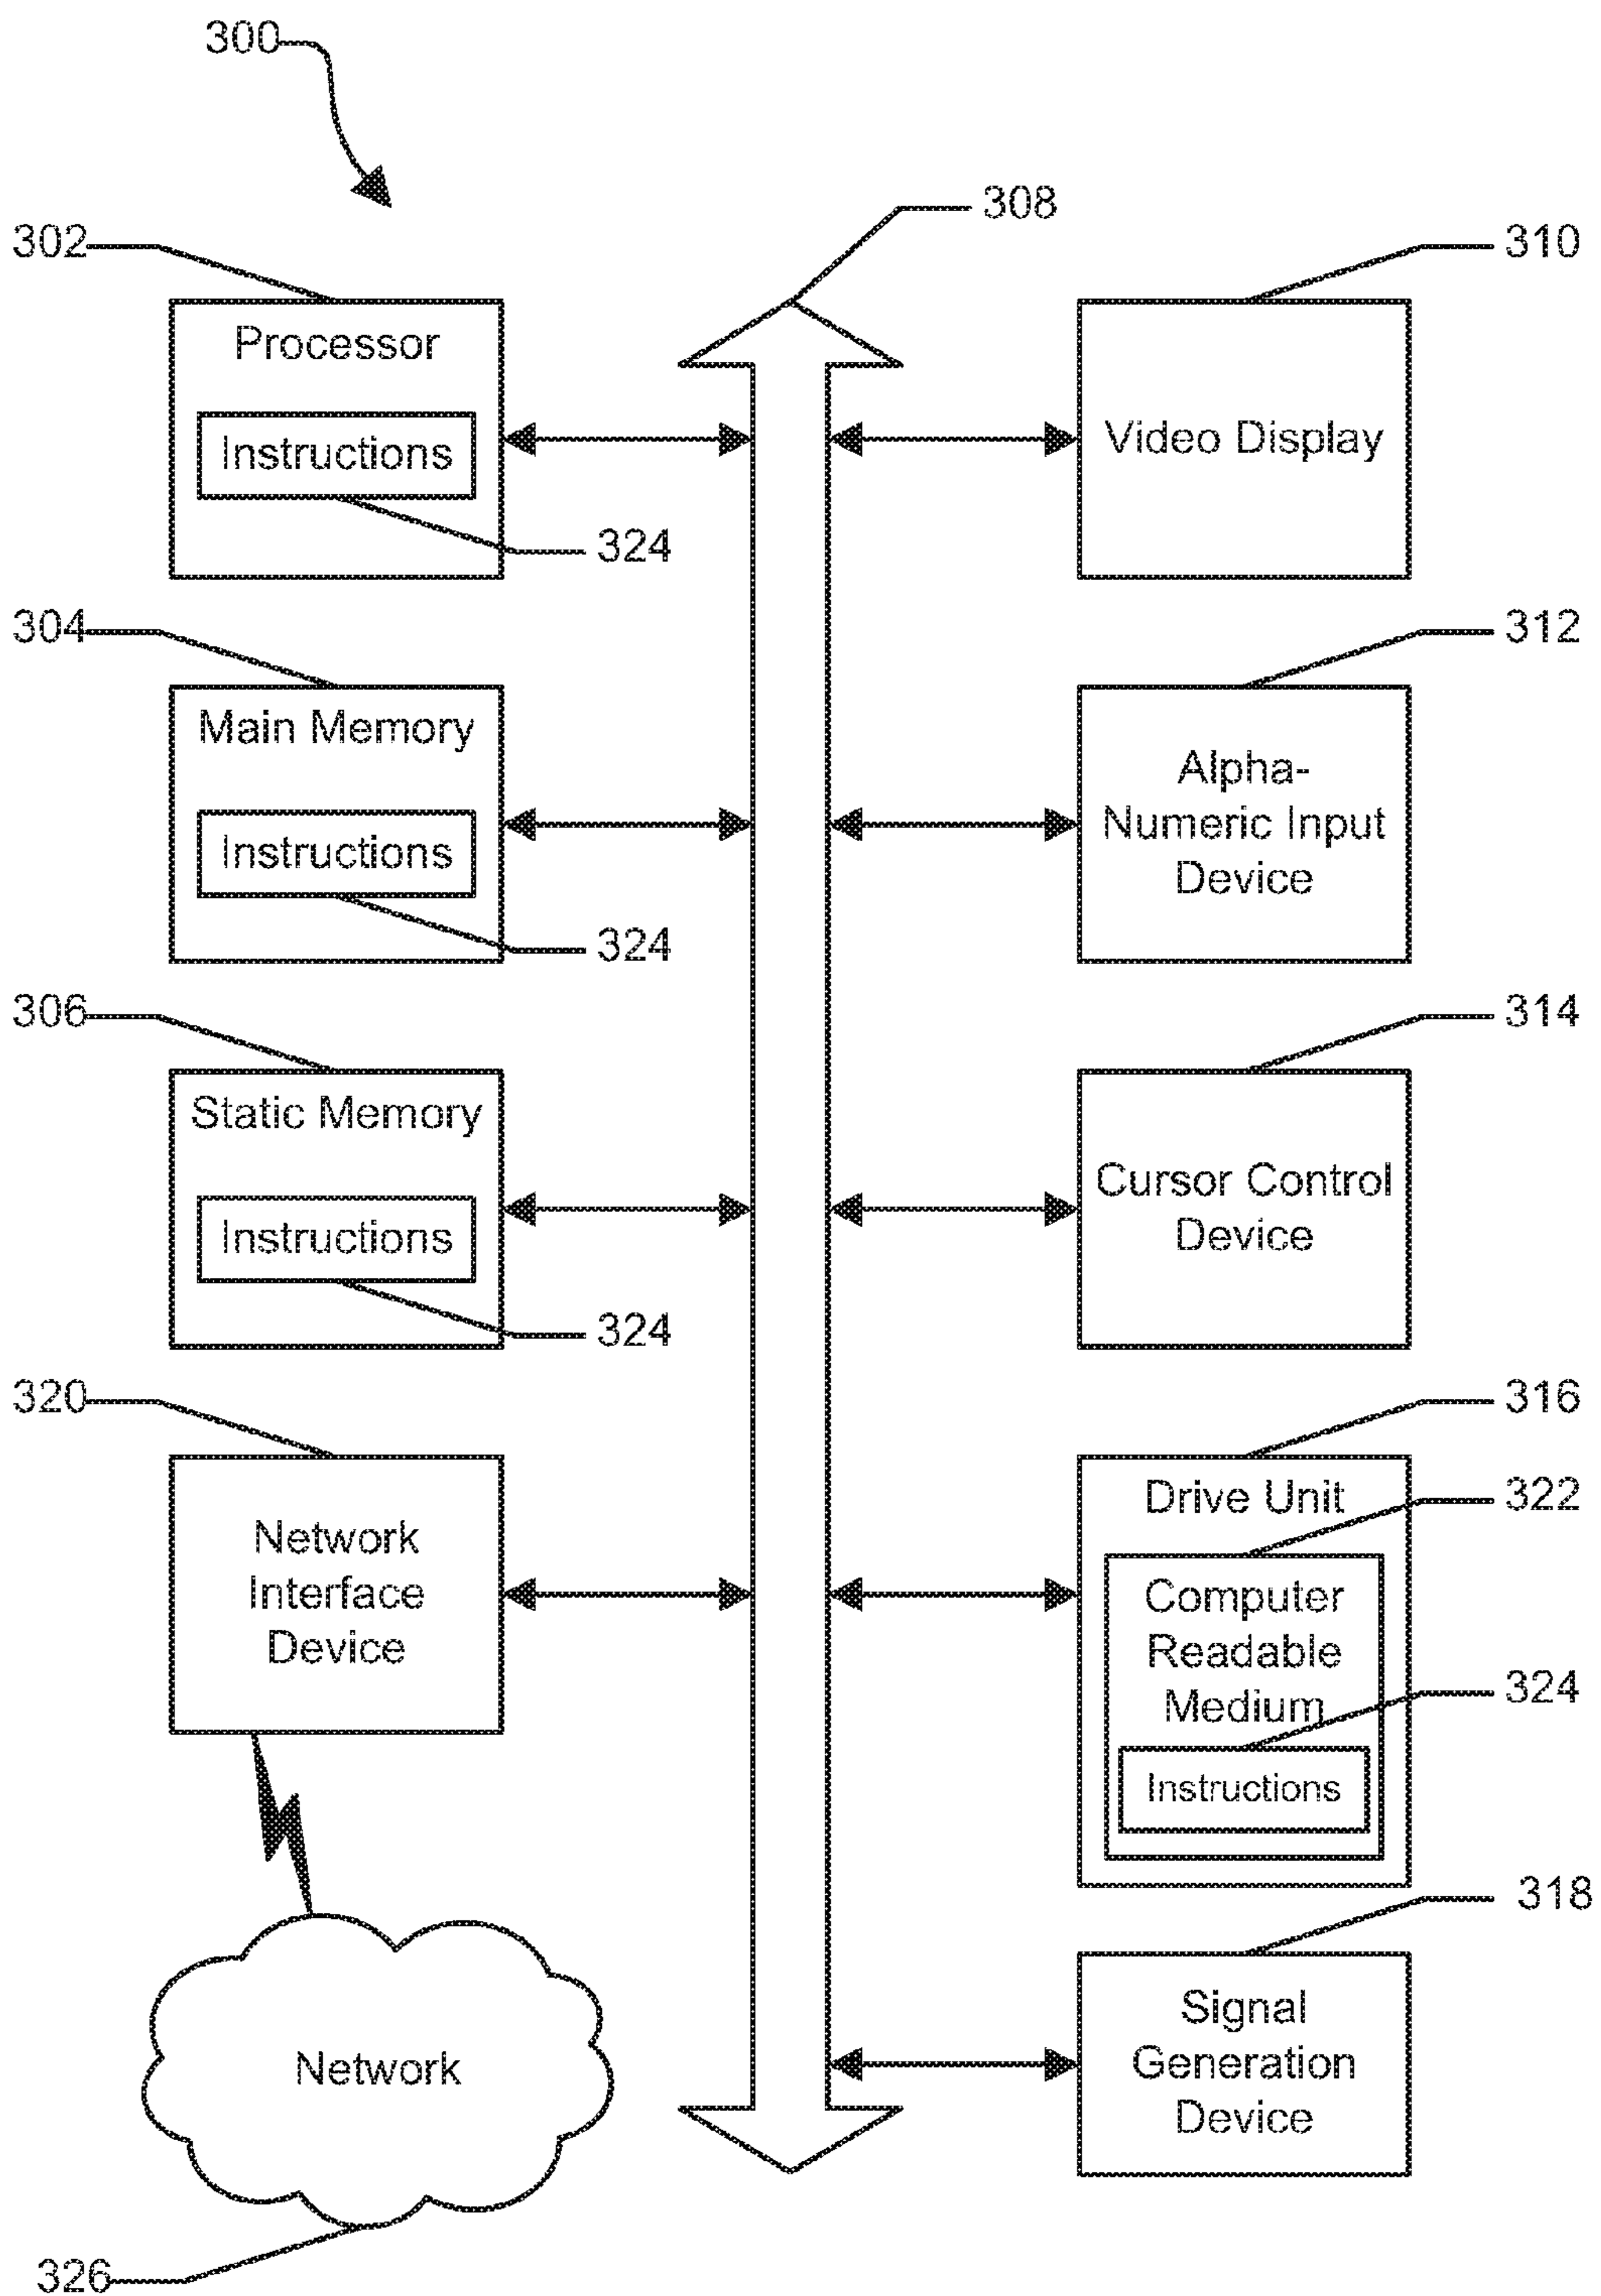 300
308
302
310
Processor
Instructions
324
Video Display
304
312
Main Memory
Instructions
324
Alpha-
Numeric Input
Device
306
314
Static Memory
Instructions
324
Cursor Control
Device
320
316
Network
Interface
Device
Drive Unit
322
Computer
Readable
Medium
324
Instructions
318
Network
Signal
Generation
Device
326